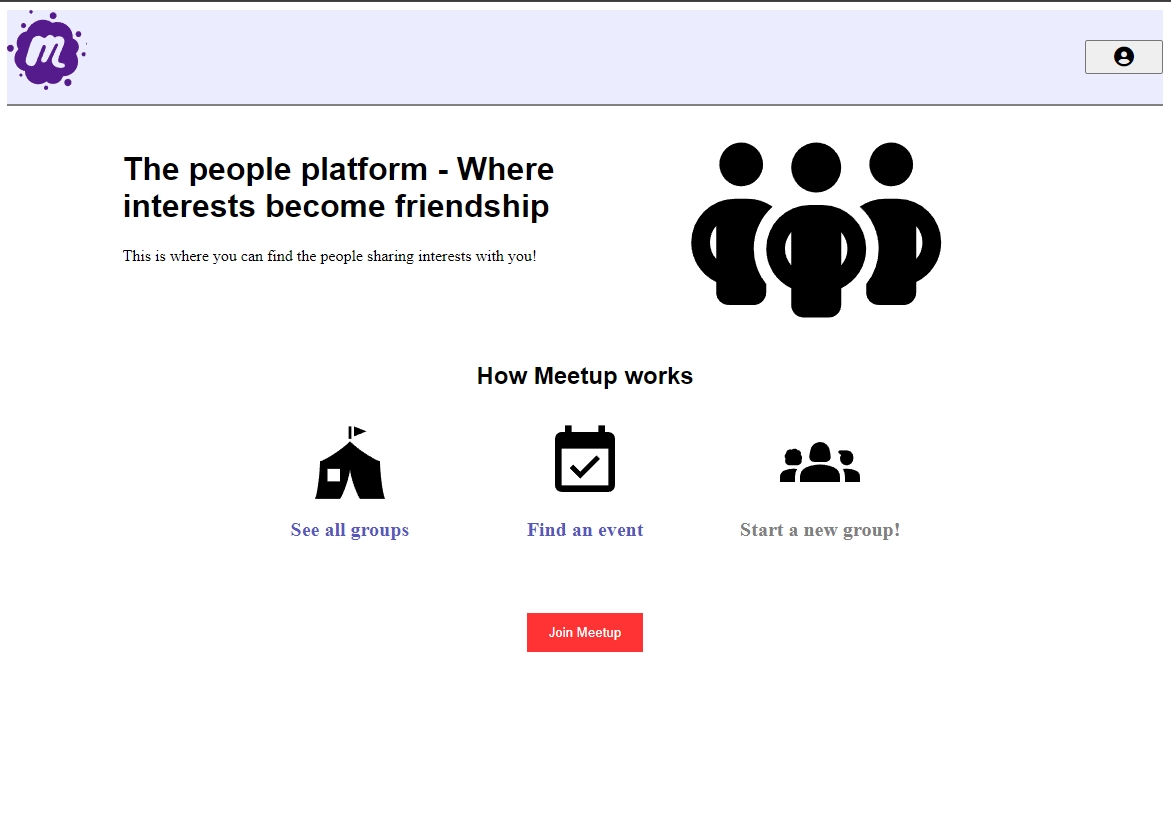 m
The people platform - Where
interests become friendship
This is where you can find the people sharing interests with you!
How Meetup works
See all groups
Find an event
Start a new group!
Join Meetup